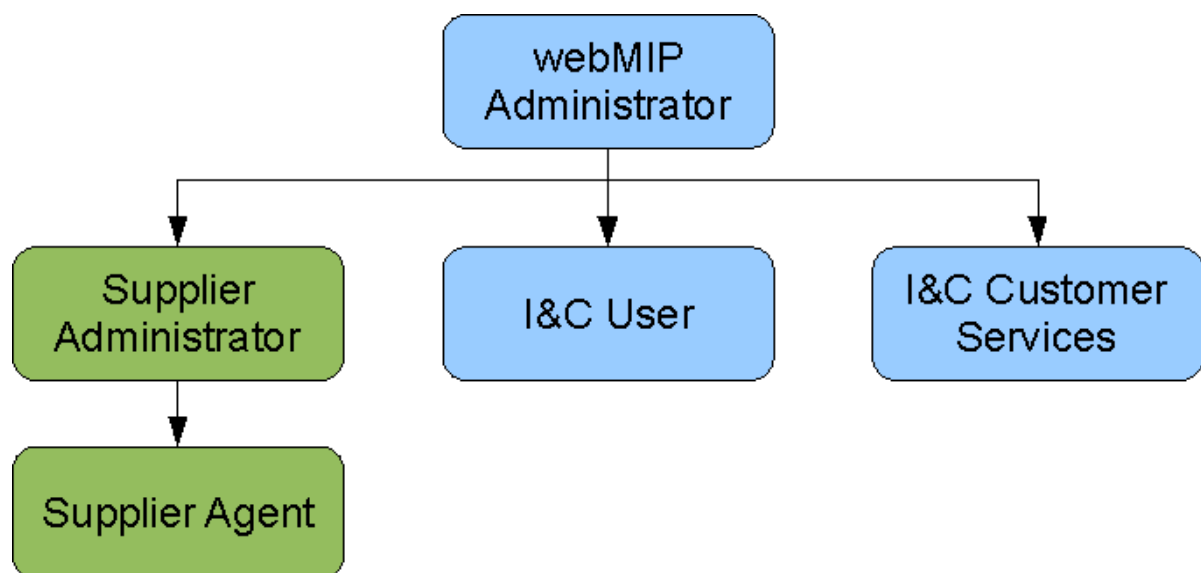 webMIP
Administrator
Supplier
Administrator
I&C User
I&C Customer
Services
Supplier Agent